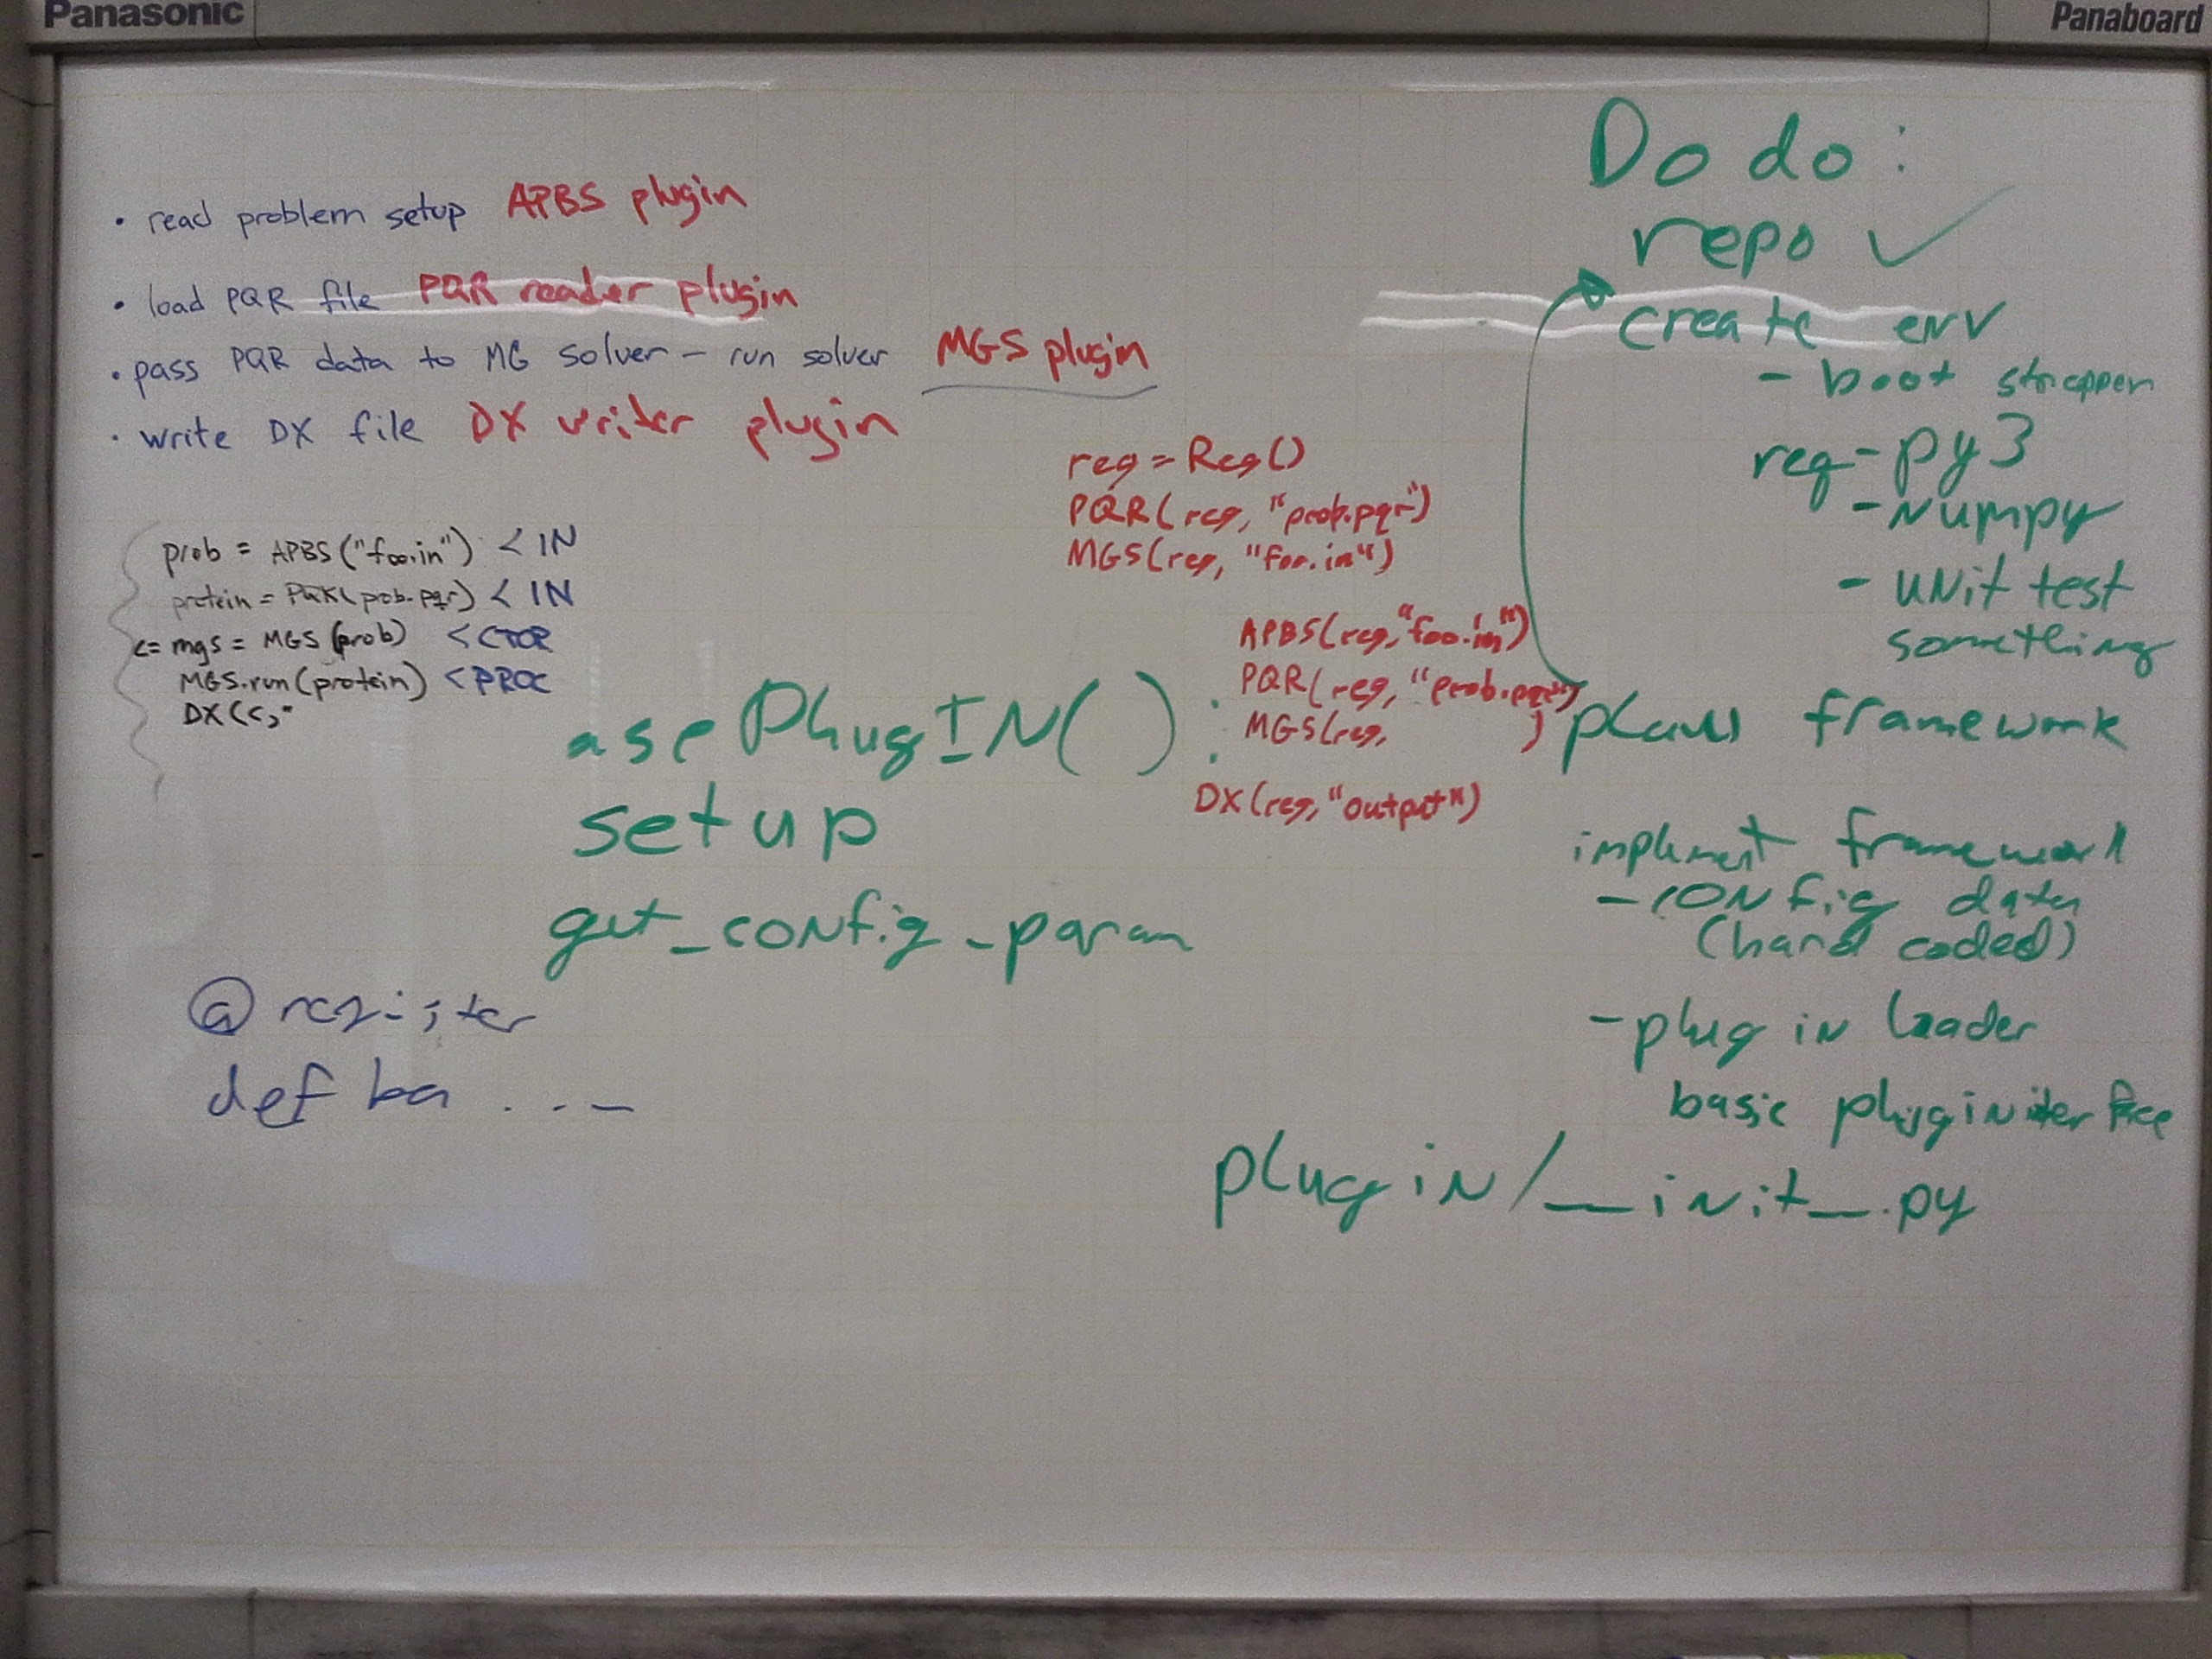 Panasonic
Panaboard
• read problem setup APBS plugin
• load PQR file PQR reader plugin
• pass PQR data to MG solver - run solver MGS plugin
• write DX file DX writer plugin
prob = APBS("foo.in") < IN
protein = PQR(prob.pqr) < IN
c= mgs = MGS(prob) < CTOR
MGS.run(protein) < PROC
DX(c,"
reg = Reg()
PQR(reg, "prob.pqr")
MGS(reg, "foo.in")
APBS(reg,"foo.in")
PQR(reg, "prob.pqr")
MGS(reg, )
DX(reg,"output")
asePlugIN():
setup
get_config_param
@register
def ba ...-
Do do:
repo ✓
create env
- boot strapper
req - py3
- Numpy
- UNit test
something
plan framework
implement framework
- CONfig data
(hard coded)
- plug in loader
basic plugin interface
plugin/__init__.py